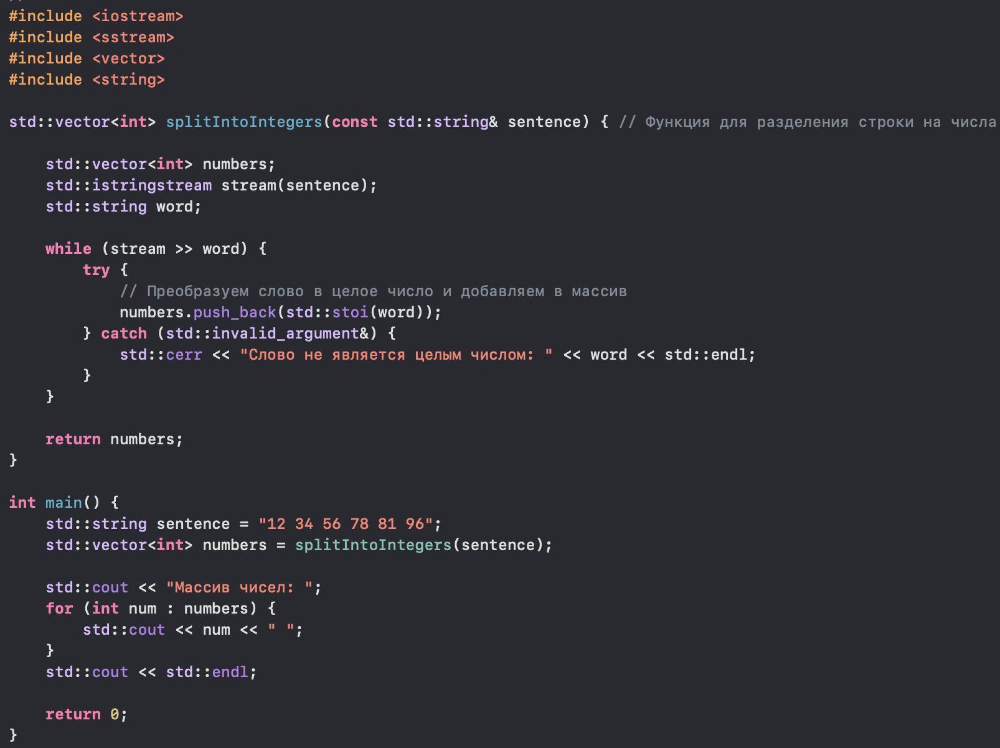 #include <iostream>
#include <sstream>
#include <vector>
#include <string>
std::vector<int> splitIntoIntegers(const std::string& sentence) { // Функция для разделения строки на числа
std::vector<int> numbers;
std::istringstream stream(sentence);
std::string word;
while (stream >> word) {
try {
// Преобразуем слово в целое число и добавляем в массив
numbers.push_back(std::stoi(word));
} catch (std::invalid_argument&) {
std::cerr << "Слово не является целым числом: " << word << std::endl;
}
}
return numbers;
}
int main() {
std::string sentence = "12 34 56 78 81 96";
std::vector<int> numbers = splitIntoIntegers(sentence);
std::cout << "Массив чисел: ";
for (int num : numbers) {
std::cout << num << " ";
}
std::cout << std::endl;
return 0;
}